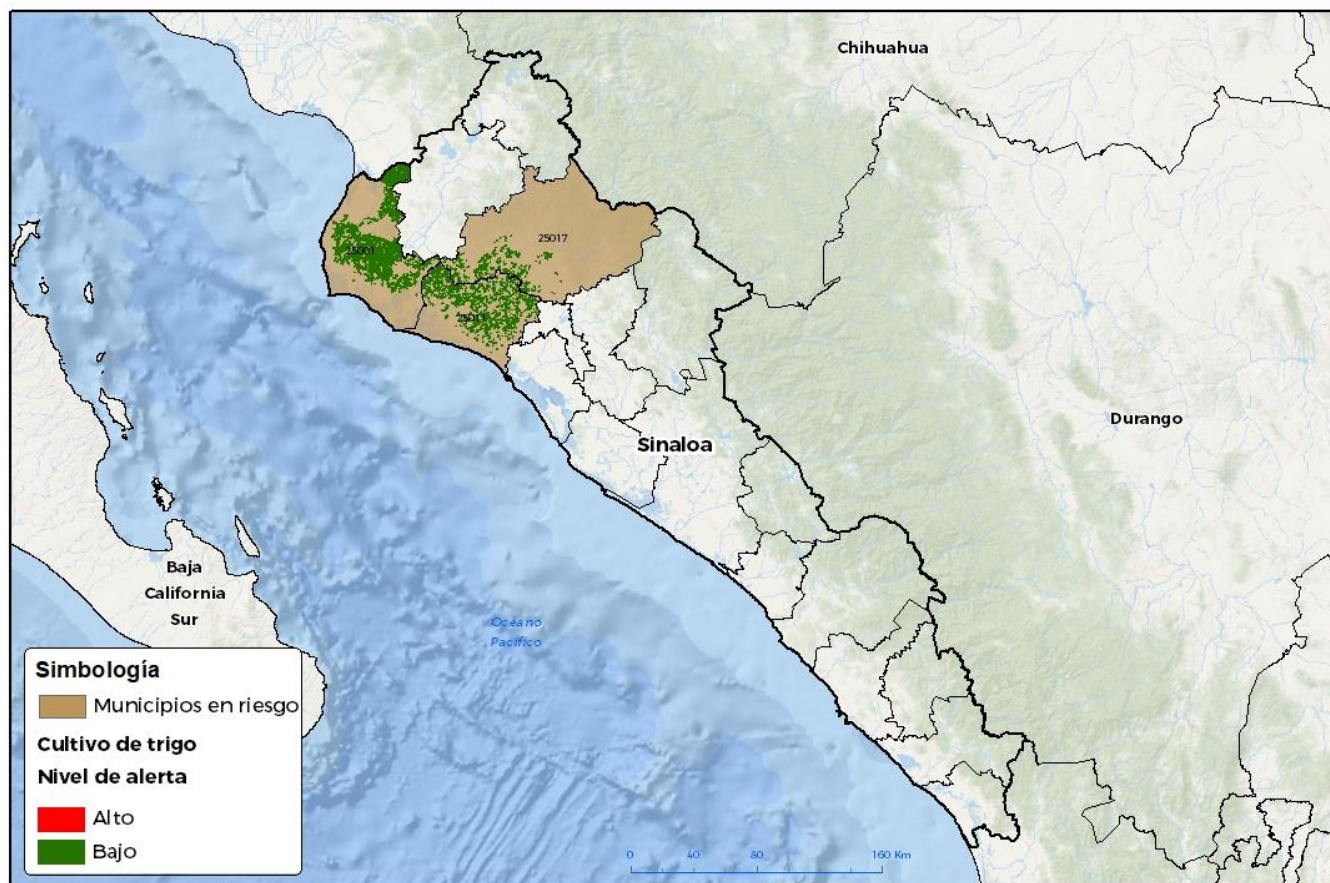 Chihuahua
25017
25001
Durango
Sinaloa
Baja
California
Sur
Océano
Pacífico
Simbología
Municipios en riesgo
Cultivo de trigo
Nivel de alerta
Alto
Bajo
0 40 80 160 Km